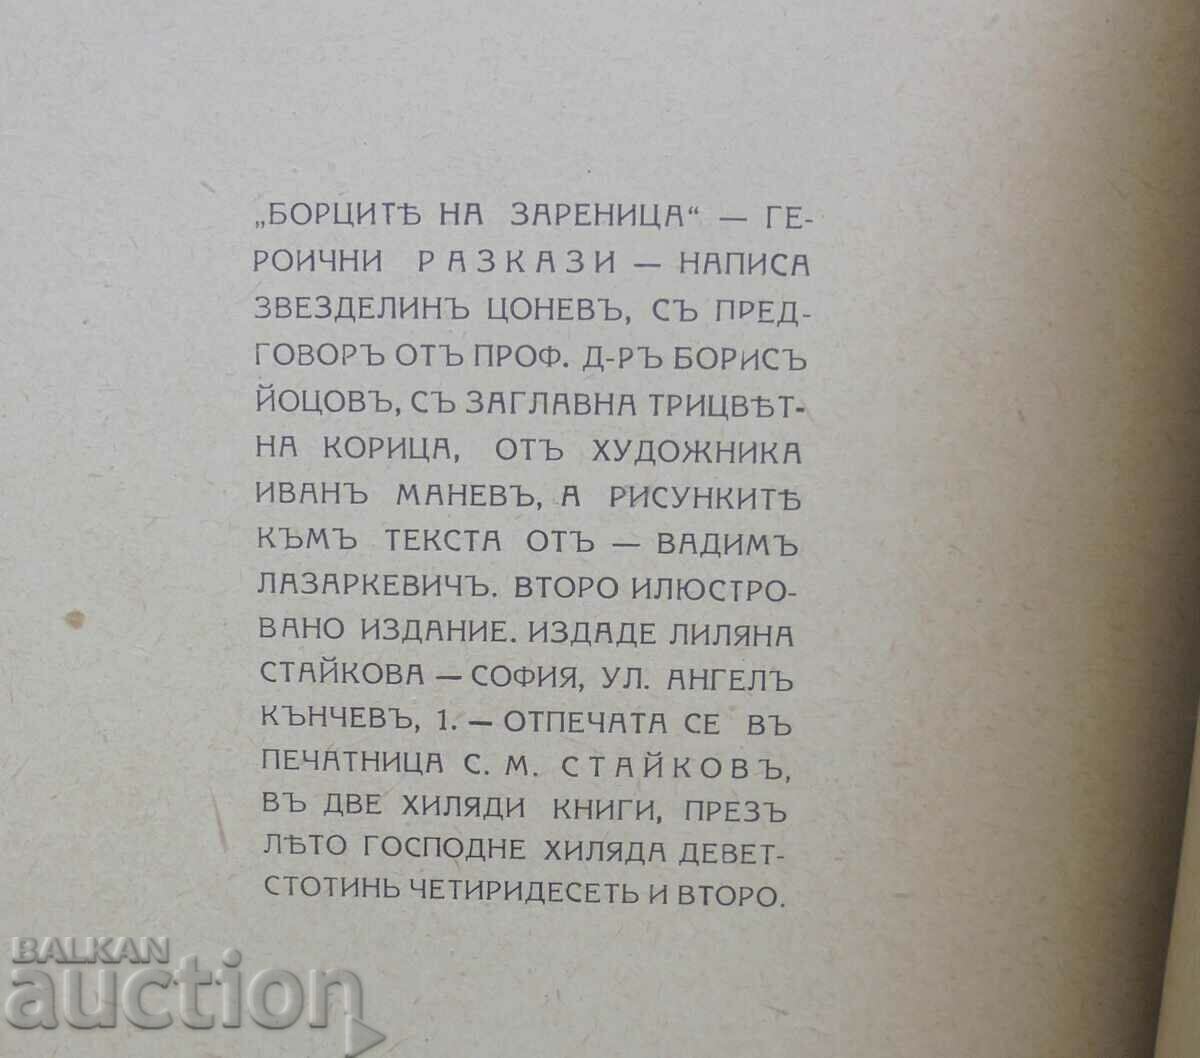 „БОРЦИТѢ НА ЗАРЕНИЦА“ — ГЕ-
РОИЧНИ РАЗКАЗИ — НАПИСА
ЗВЕЗДЕЛИНЪ ЦОНЕВЪ, СЪ ПРЕД-
ГОВОРЪ ОТЪ ПРОФ. Д-РЪ БОРИСЪ
ЙОЦОВЪ, СЪ ЗАГЛАВНА ТРИЦВѢТ-
НА КОРИЦА, ОТЪ ХУДОЖНИКА
ИВАНЪ МАНЕВЪ, А РИСУНКИТѢ
КЪМЪ ТЕКСТА ОТЪ — ВАДИМЪ
ЛАЗАРКЕВИЧЪ. ВТОРО ИЛЮСТРО-
ВАНО ИЗДАНИЕ. ИЗДАДЕ ЛИЛЯНА
СТАЙКОВА — СОФИЯ, УЛ. АНГЕЛЪ
КЪНЧЕВЪ, 1. — ОТПЕЧАТА СЕ ВЪ
ПЕЧАТНИЦА С. М. СТАЙКОВЪ,
ВЪ ДВЕ ХИЛЯДИ КНИГИ, ПРЕЗЪ
ЛѢТО ГОСПОДНЕ ХИЛЯДА ДЕВЕТ-
СТОТИНЬ ЧЕТИРИДЕСЕТЬ И ВТОРО.
BALKAN
auction